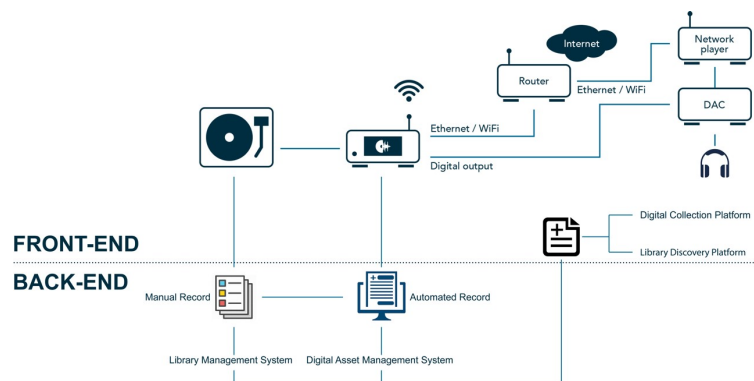 Internet
Network
player
Router
Ethernet / WiFi
DAC
Ethernet / WiFi
Digital output
Digital Collection Platform
FRONT-END
Library Discovery Platform
BACK-END
Manual Record
Automated Record
Library Management System
Digital Asset Management System